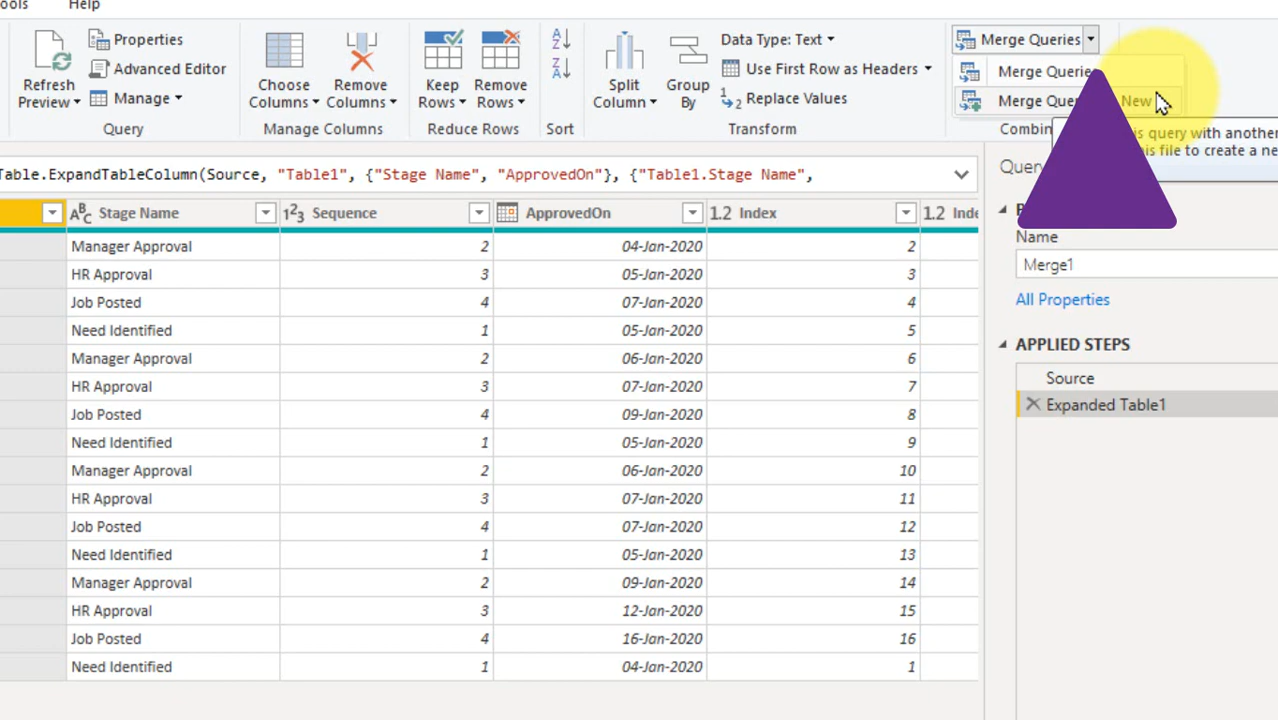 ools Help
Refresh
Preview
Properties
Advanced Editor
Manage
Query
Choose
Columns
Remove
Columns
Manage Columns
Keep
Rows
Remove
Rows
Reduce Rows
Sort
Split
Column
Group
By
Data Type: Text
Use First Row as Headers
Replace Values
Transform
Merge Queries
Merge Querie
Merge Que New
is query with another
his file to create a ne
Combin
Table.ExpandTableColumn(Source, "Table1", {"Stage Name", "ApprovedOn"}, {"Table1.Stage Name",
Stage Name Sequence ApprovedOn 1.2 Index 1.2 Inde
Manager Approval 2 04-Jan-2020 2
HR Approval 3 05-Jan-2020 3
Job Posted 4 07-Jan-2020 4
Need Identified 1 05-Jan-2020 5
Manager Approval 2 06-Jan-2020 6
HR Approval 3 07-Jan-2020 7
Job Posted 4 09-Jan-2020 8
Need Identified 1 05-Jan-2020 9
Manager Approval 2 06-Jan-2020 10
HR Approval 3 07-Jan-2020 11
Job Posted 4 07-Jan-2020 12
Need Identified 1 05-Jan-2020 13
Manager Approval 2 09-Jan-2020 14
HR Approval 3 12-Jan-2020 15
Job Posted 4 16-Jan-2020 16
Need Identified 1 04-Jan-2020 1
Query
Name
Merge1
All Properties
APPLIED STEPS
Source
Expanded Table1